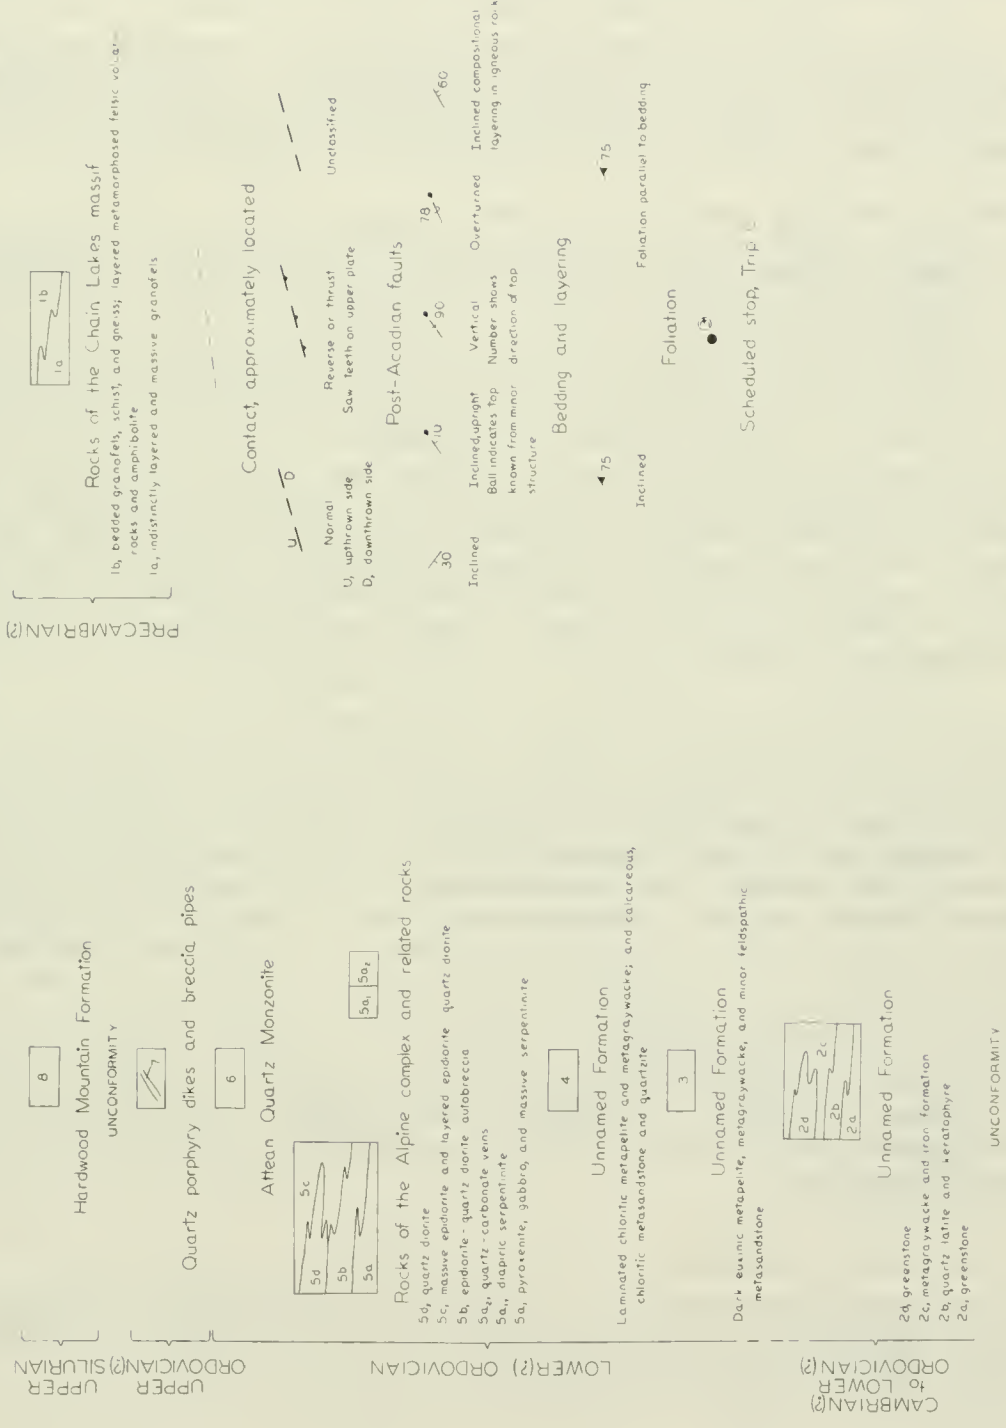 UPPER
SILURIAN
8
Hardwood Mountain Formation
UNCONFORMITY
UPPER
ORDOVICIAN(?)
7
Quartz porphyry dikes and breccia pipes
6
Attean Quartz Monzonite
LOWER(?) ORDOVICIAN
5d
5c
5b
5a
5a₁
5a₂
Rocks of the Alpine complex and related rocks
5d, quartz diorite
5c, massive epidiorite and layered epidiorite quartz diorite
5b, epidiorite - quartz diorite autobreccia
5a₂, quartz-carbonate veins
5a₁, diapiric serpentinite
5a, pyroxenite, gabbro, and massive serpentinite
4
Unnamed Formation
Laminated chloritic metapelite and metagraywacke; and calcareous,
chloritic metasandstone and quartzite
3
Unnamed Formation
Dark euxinic metapelite, metagraywacke, and minor feldspathic
metasandstone
CAMBRIAN(?)
to LOWER
ORDOVICIAN(?)
2d
2c
2b
2a
Unnamed Formation
2d, greenstone
2c, metagraywacke and iron formation
2b, quartz latite and keratophyre
2a, greenstone
UNCONFORMITY
PRECAMBRIAN(?)
1a
1b
Rocks of the Chain Lakes massif
1b, bedded granofels, schist, and gneiss; layered metamorphosed felsic
rocks and amphibolite
1a, indistinctly layered and massive granofels
Contact, approximately located
U
D
Normal
U, upthrown side
D, downthrown side
Reverse or thrust
Saw teeth on upper plate
Unclassified
Post-Acadian faults
30
10
90
78
60
Inclined
Inclined, upright
Ball indicates top
known from minor
structure
Vertical
Number shows
direction of top
Overturned
Inclined compositional
layering in igneous rock
Bedding and layering
75
75
Inclined
Foliation parallel to bedding
Foliation
Scheduled stop, Trip